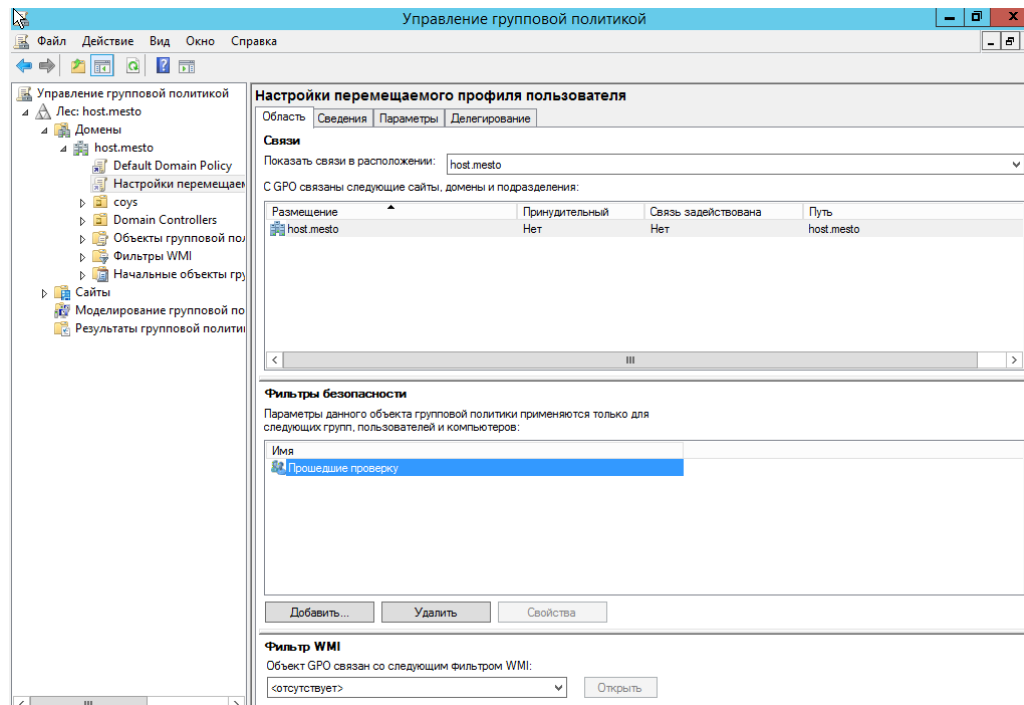 Управление групповой политикой
Файл Действие Вид Окно Справка
Управление групповой политикой
Лес: host.mesto
Домены
host.mesto
Default Domain Policy
Настройки перемещаем
coys
Domain Controllers
Объекты групповой по
Фильтры WMI
Начальные объекты гру
Сайты
Моделирование групповой по
Результаты групповой полити
Настройки перемещаемого профиля пользователя
Область Сведения Параметры Делегирование
Связи
Показать связи в расположении: host.mesto
С GPO связаны следующие сайты, домены и подразделения:
Размещение Принудительный Связь задействована Путь
host.mesto Нет Нет host.mesto
Фильтры безопасности
Параметры данного объекта групповой политики применяются только для
следующих групп, пользователей и компьютеров:
Имя
Прошедшие проверку
Добавить... Удалить Свойства
Фильтр WMI
Объект GPO связан со следующим фильтром WMI:
<отсутствует> Открыть